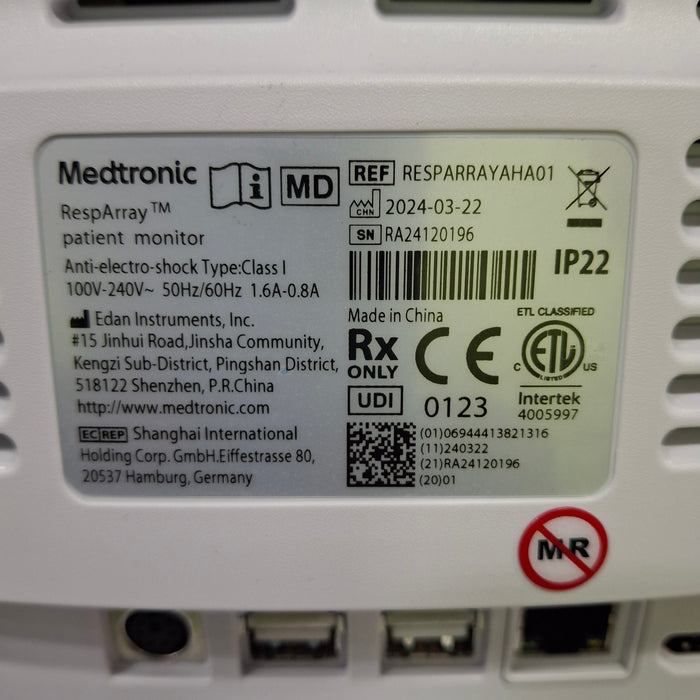 Medtronic
MD
RespArray™
patient monitor
Anti-electro-shock Type:Class I
100V-240V~ 50Hz/60Hz 1.6A-0.8A
Edan Instruments, Inc.
#15 Jinhui Road,Jinsha Community,
Kengzi Sub-District, Pingshan District,
518122 Shenzhen, P.R.China
http://www.medtronic.com
EC REP Shanghai International
Holding Corp. GmbH.Eiffestrasse 80,
20537 Hamburg, Germany
REF RESPARRAYAHA01
CHN 2024-03-22
SN RA24120196
IP22
Made in China
Rx
ONLY
CE
0123
ETL CLASSIFIED
C ETL US
LISTED
Intertek
4005997
UDI
(01)06944413821316
(11)240322
(21)RA24120196
(20)01
MR